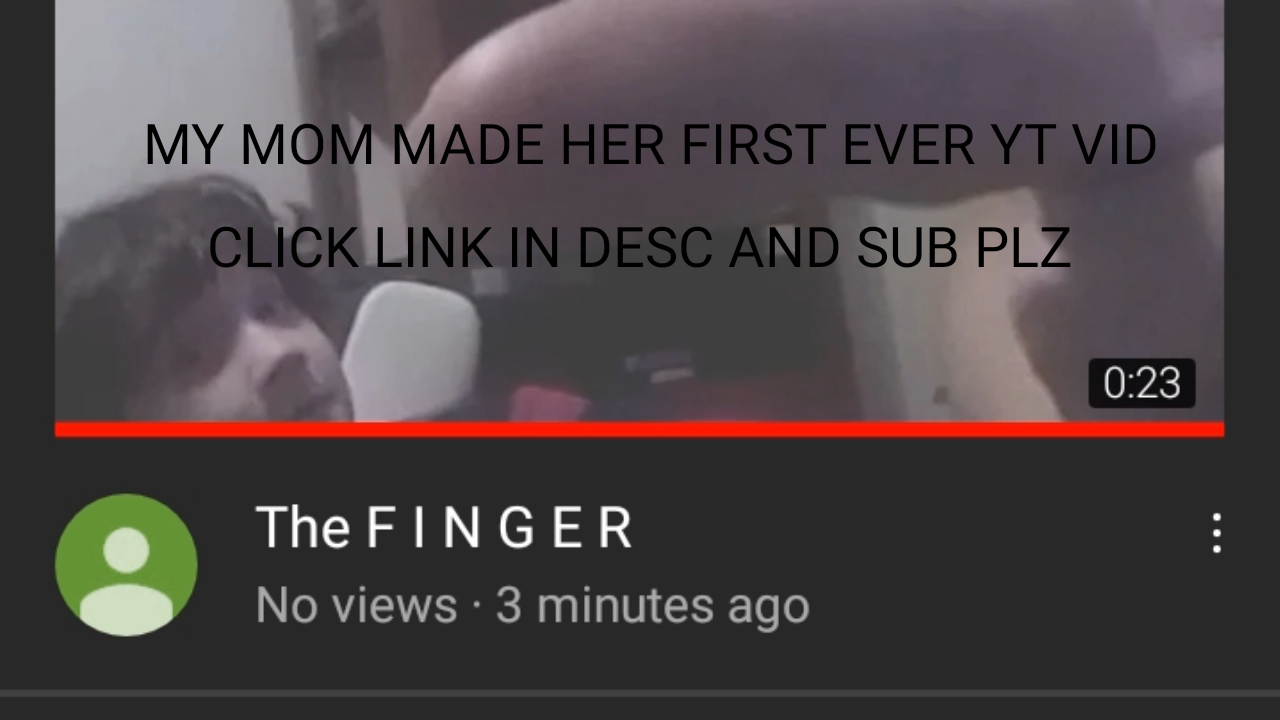 MY MOM MADE HER FIRST EVER YT VID
CLICK LINK IN DESC AND SUB PLZ
0:23
The F I N G E R
No views · 3 minutes ago